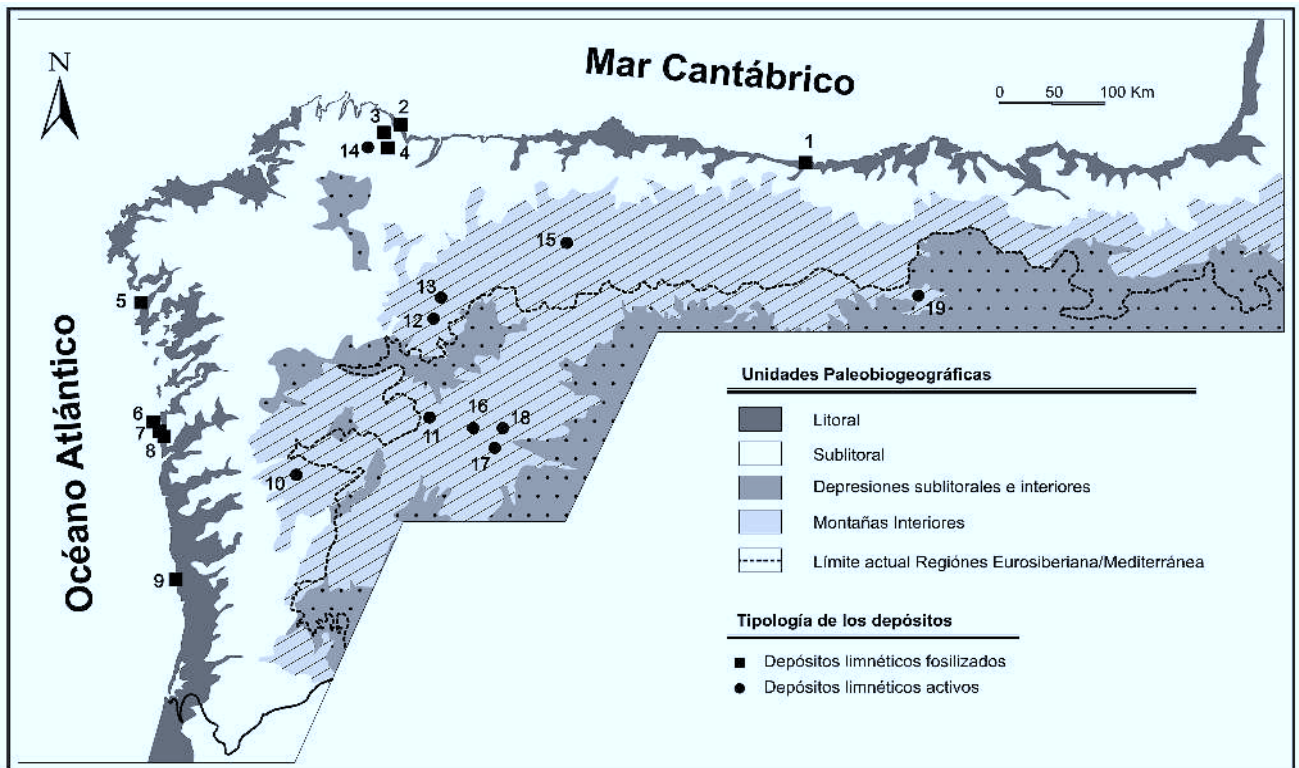 Mar Cantábrico
N
0 50 100 Km
2
3
1
14
4
15
5
13
12
19
Océano Atlántico
6
7
8
11
16
18
17
10
9
Unidades Paleobiogeográficas
Litoral
Sublitoral
Depresiones sublitorales e interiores
Montañas Interiores
Límite actual Regiónes Eurosiberiana/Mediterránea
Tipología de los depósitos
Depósitos limnéticos fosilizados
Depósitos limnéticos activos